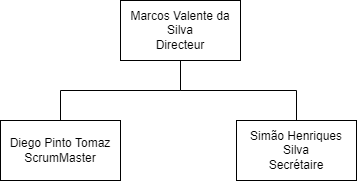 Marcos Valente da
Silva
Directeur
Diego Pinto Tomaz
ScrumMaster
Simão Henriques
Silva
Secrétaire